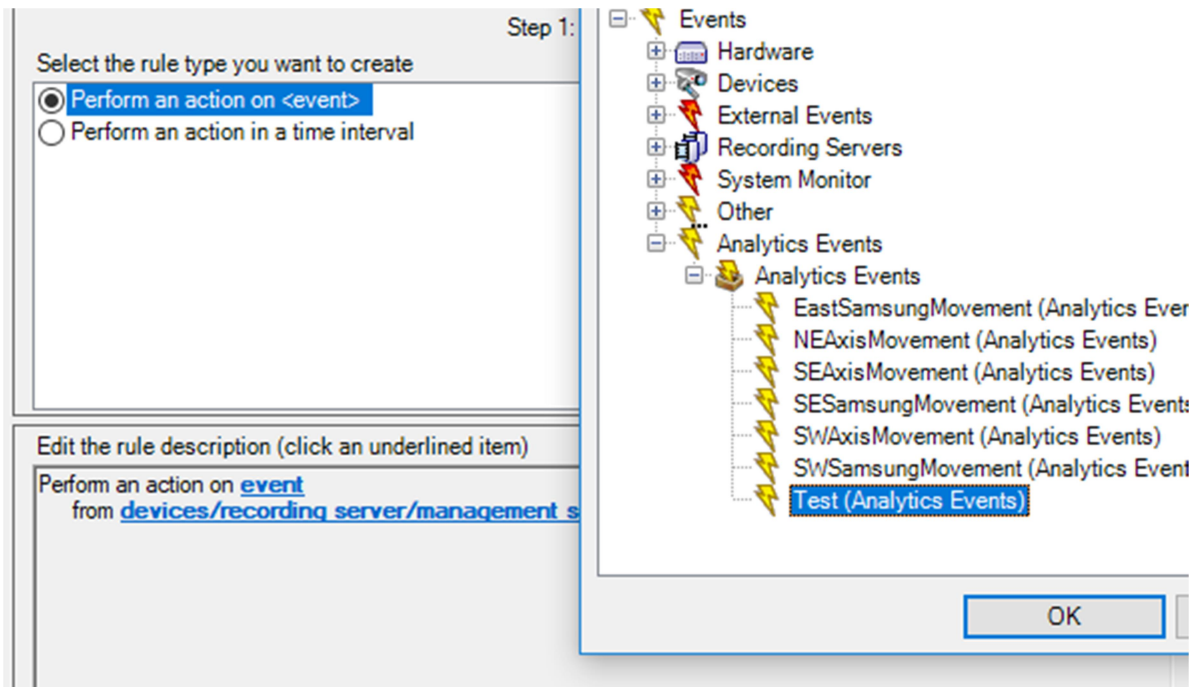 Step 1:
Select the rule type you want to create
Perform an action on <event>
Perform an action in a time interval
Edit the rule description (click an underlined item)
Perform an action on event
from devices/recording server/management s
Events
Hardware
Devices
External Events
Recording Servers
System Monitor
Other
Analytics Events
Analytics Events
EastSamsungMovement (Analytics Ever
NEAxisMovement (Analytics Events)
SEAxisMovement (Analytics Events)
SESamsungMovement (Analytics Events
SWAxisMovement (Analytics Events)
SWSamsungMovement (Analytics Event
Test (Analytics Events)
OK